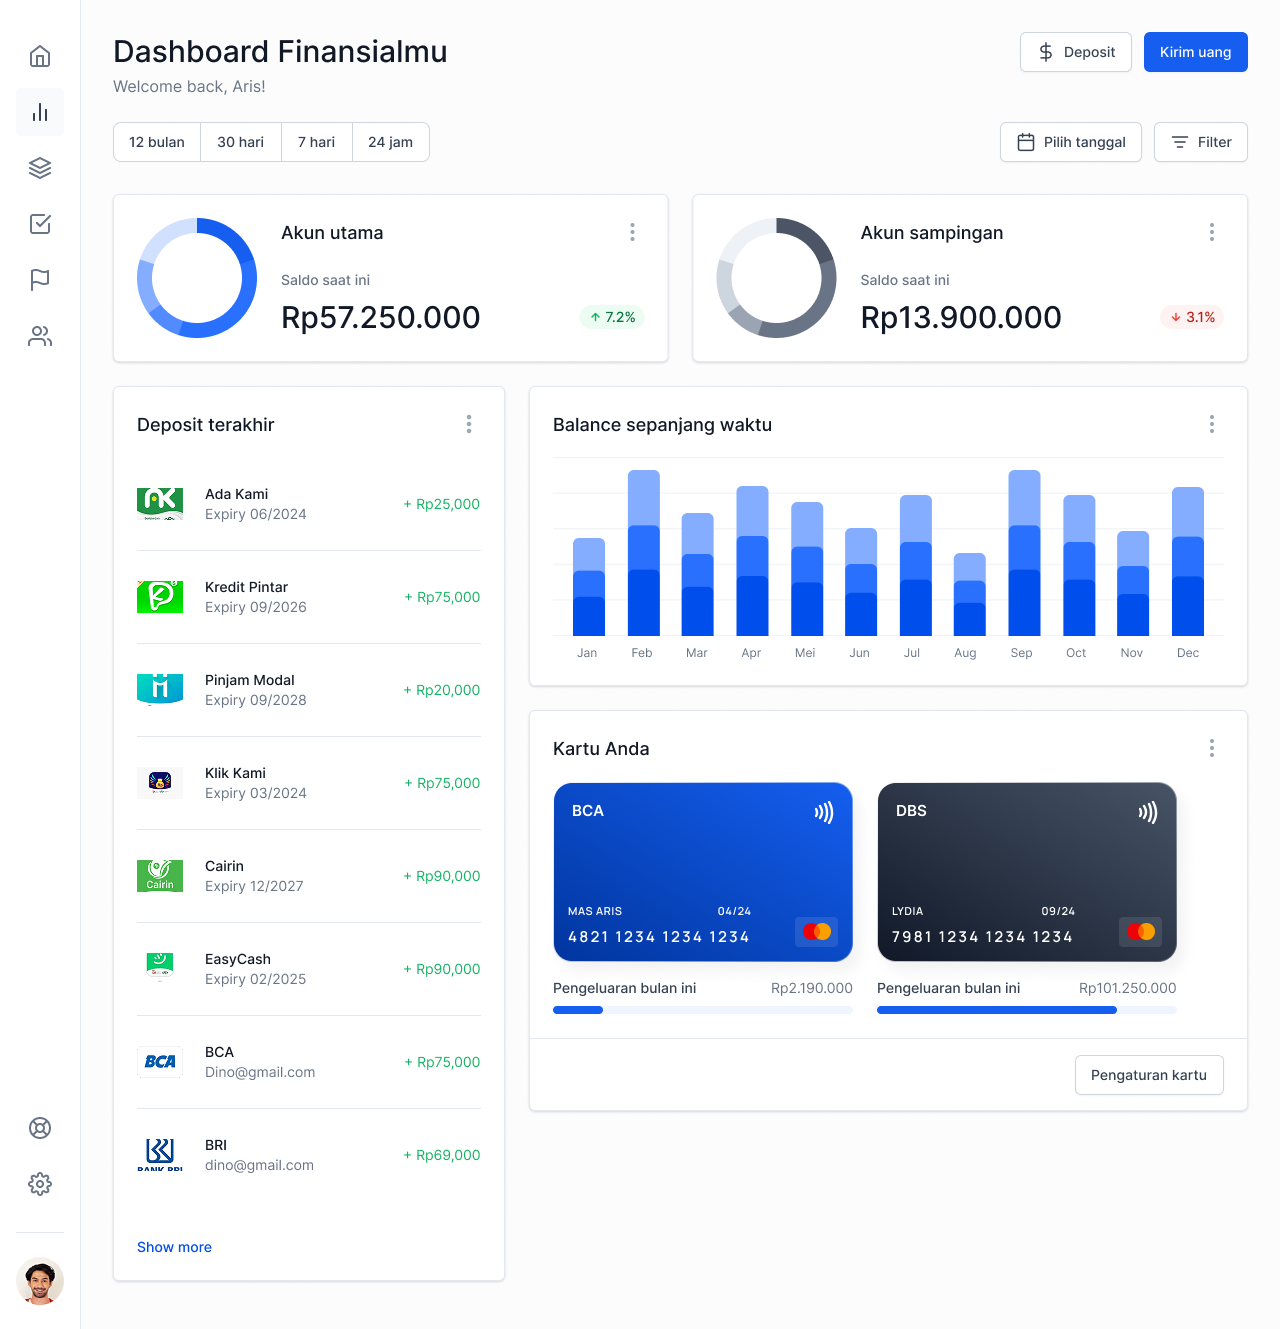 Dashboard Finansialmu
Welcome back, Aris!
Deposit
Kirim uang
12 bulan
30 hari
7 hari
24 jam
Pilih tanggal
Filter
Akun utama
Saldo saat ini
Rp57.250.000
7.2%
Akun sampingan
Saldo saat ini
Rp13.900.000
3.1%
Deposit terakhir
Ada Kami
Expiry 06/2024
+ Rp25,000
Kredit Pintar
Expiry 09/2026
+ Rp75,000
Pinjam Modal
Expiry 09/2028
+ Rp20,000
Klik Kami
Expiry 03/2024
+ Rp75,000
Cairin
Cairin
Expiry 12/2027
+ Rp90,000
EasyCash
Expiry 02/2025
+ Rp90,000
BCA
BCA
Dino@gmail.com
+ Rp75,000
BANK BRI
BRI
dino@gmail.com
+ Rp69,000
Show more
Balance sepanjang waktu
Jan Feb Mar Apr Mei Jun Jul Aug Sep Oct Nov Dec
Kartu Anda
BCA
MAS ARIS 04/24
4821 1234 1234 1234
Pengeluaran bulan ini Rp2.190.000
DBS
LYDIA 09/24
7981 1234 1234 1234
Pengeluaran bulan ini Rp101.250.000
Pengaturan kartu